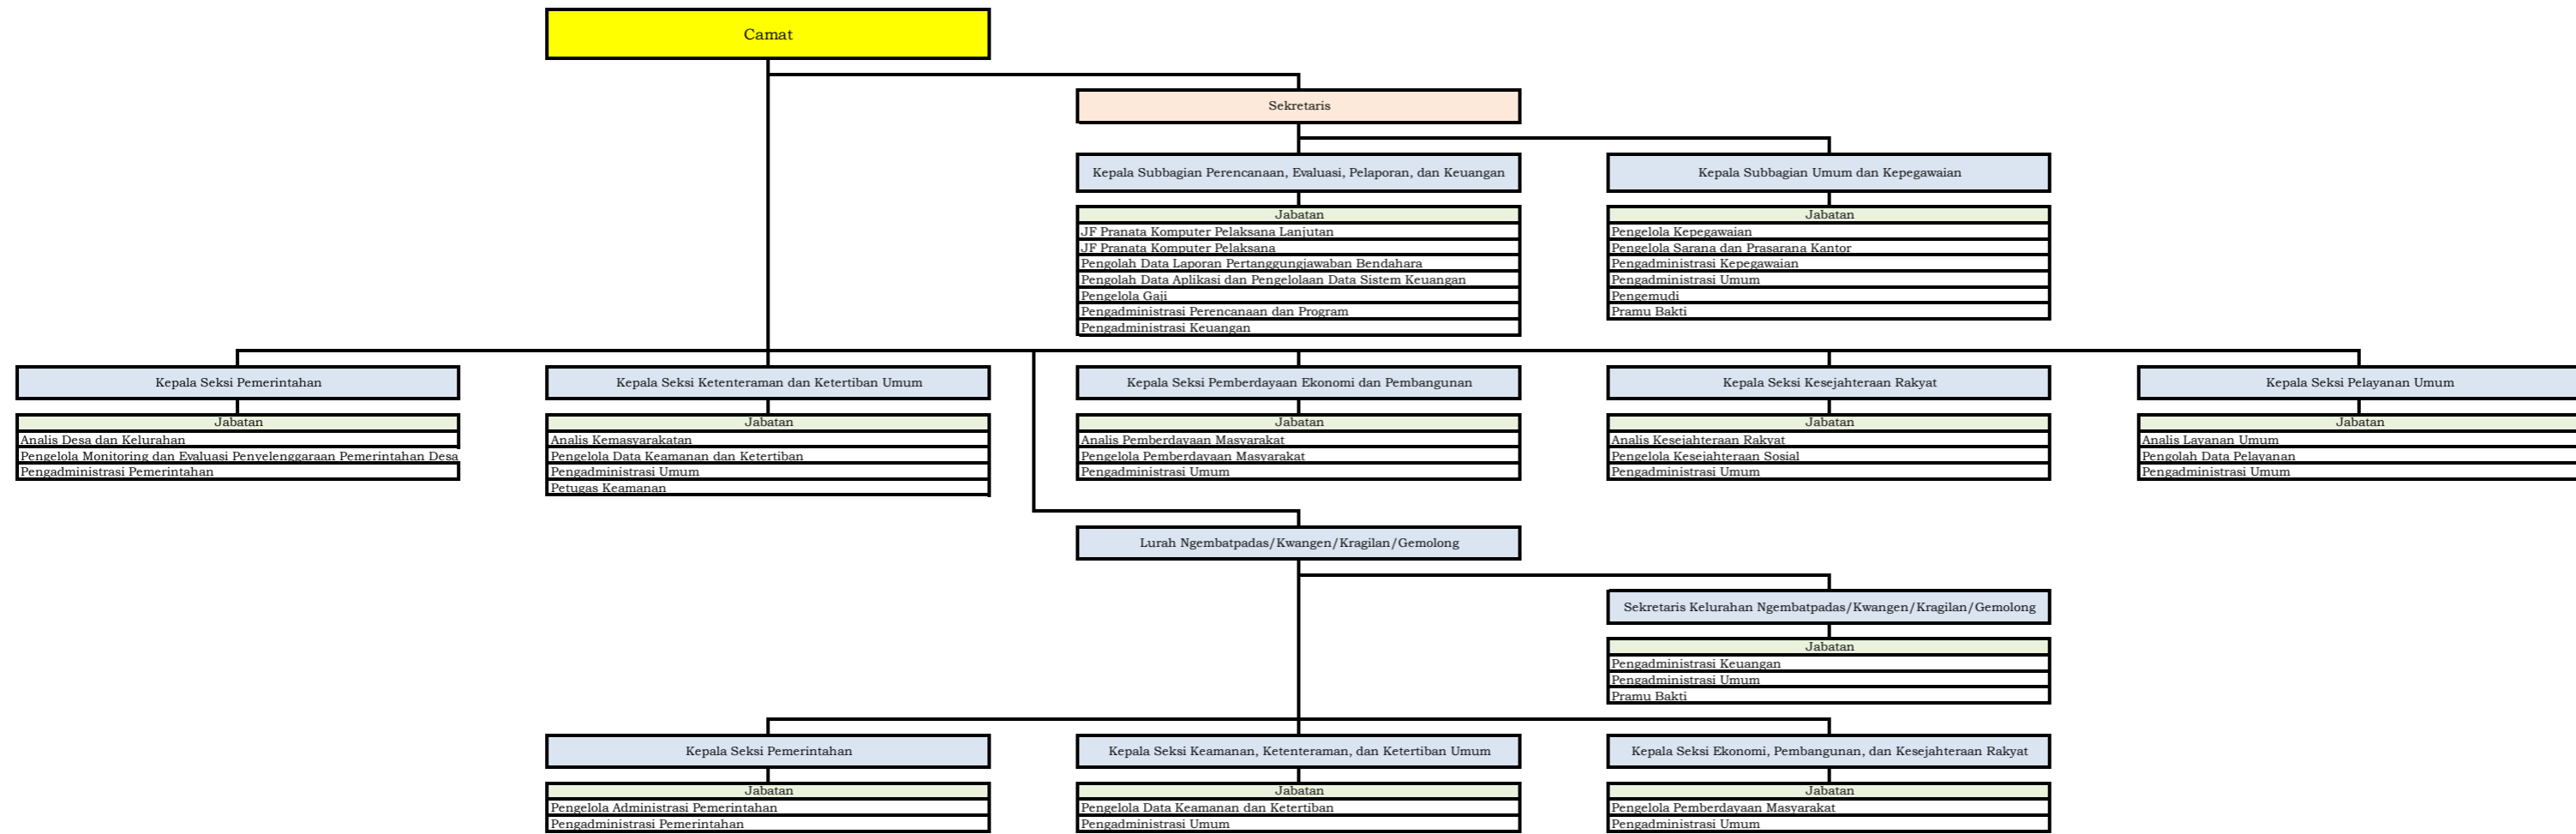 Camat
Sekretaris
Kepala Subbagian Perencanaan, Evaluasi, Pelaporan, dan Keuangan
Jabatan
JF Pranata Komputer Pelaksana Lanjutan
JF Pranata Komputer Pelaksana
Pengolah Data Laporan Pertanggungjawaban Bendahara
Pengolah Data Aplikasi dan Pengelolaan Data Sistem Keuangan
Pengelola Gaji
Pengadministrasi Perencanaan dan Program
Pengadministrasi Keuangan
Kepala Subbagian Umum dan Kepegawaian
Jabatan
Pengelola Kepegawaian
Pengelola Sarana dan Prasarana Kantor
Pengadministrasi Kepegawaian
Pengadministrasi Umum
Pengemudi
Pramu Bakti
Kepala Seksi Pemerintahan
Jabatan
Analis Desa dan Kelurahan
Pengelola Monitoring dan Evaluasi Penyelenggaraan Pemerintahan Desa
Pengadministrasi Pemerintahan
Kepala Seksi Ketenteraman dan Ketertiban Umum
Jabatan
Analis Kemasyarakatan
Pengelola Data Keamanan dan Ketertiban
Pengadministrasi Umum
Petugas Keamanan
Kepala Seksi Pemberdayaan Ekonomi dan Pembangunan
Jabatan
Analis Pemberdayaan Masyarakat
Pengelola Pemberdayaan Masyarakat
Pengadministrasi Umum
Kepala Seksi Kesejahteraan Rakyat
Jabatan
Analis Kesejahteraan Rakyat
Pengelola Kesejahteraan Sosial
Pengadministrasi Umum
Kepala Seksi Pelayanan Umum
Jabatan
Analis Layanan Umum
Pengolah Data Pelayanan
Pengadministrasi Umum
Lurah Ngembatpadas/Kwangen/Kragilan/Gemolong
Sekretaris Kelurahan Ngembatpadas/Kwangen/Kragilan/Gemolong
Jabatan
Pengadministrasi Keuangan
Pengadministrasi Umum
Pramu Bakti
Kepala Seksi Pemerintahan
Jabatan
Pengelola Administrasi Pemerintahan
Pengadministrasi Pemerintahan
Kepala Seksi Keamanan, Ketenteraman, dan Ketertiban Umum
Jabatan
Pengelola Data Keamanan dan Ketertiban
Pengadministrasi Umum
Kepala Seksi Ekonomi, Pembangunan, dan Kesejahteraan Rakyat
Jabatan
Pengelola Pemberdayaan Masyarakat
Pengadministrasi Umum